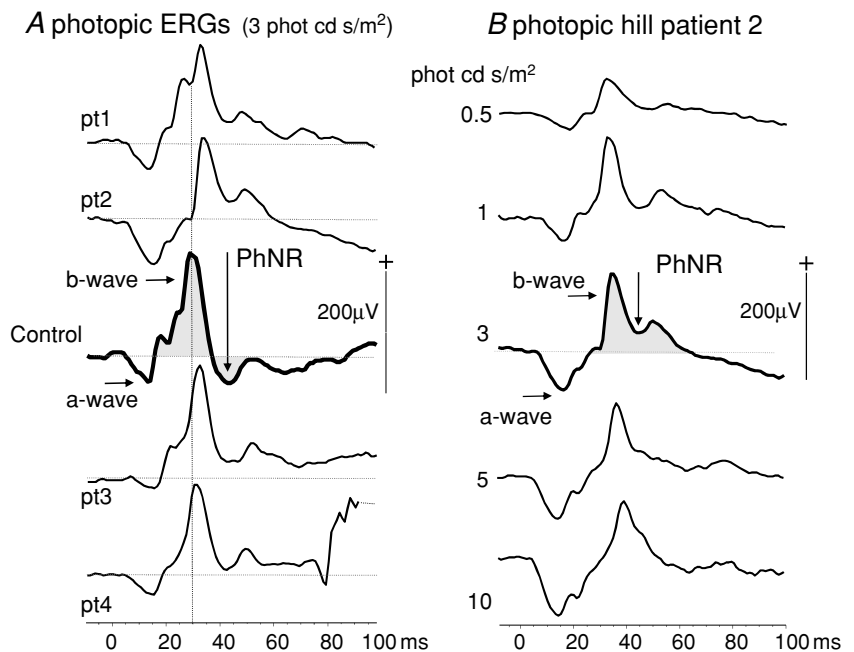 A photopic ERGs (3 phot cd s/m²)
pt1
pt2
PhNR
b-wave
200µV
+
Control
a-wave
pt3
pt4
0 20 40 60 80 100 ms
B photopic hill patient 2
phot cd s/m²
0.5
1
PhNR
+
b-wave
200µV
3
a-wave
5
10
0 20 40 60 80 100 ms